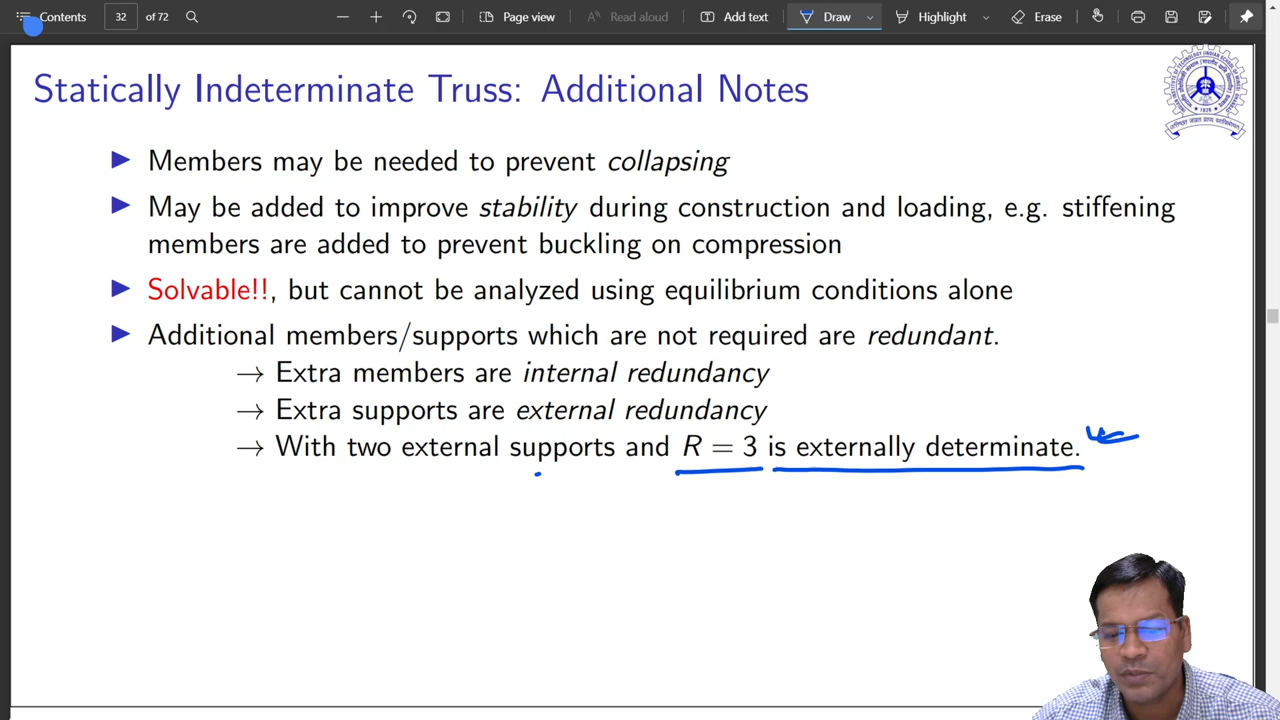 Contents 32 of 72 Page view Read aloud Add text Draw Highlight Erase
Statically Indeterminate Truss: Additional Notes
Members may be needed to prevent collapsing
May be added to improve stability during construction and loading, e.g. stiffening
members are added to prevent buckling on compression
Solvable!!, but cannot be analyzed using equilibrium conditions alone
Additional members/supports which are not required are redundant.
→ Extra members are internal redundancy
→ Extra supports are external redundancy
→ With two external supports and R = 3 is externally determinate.